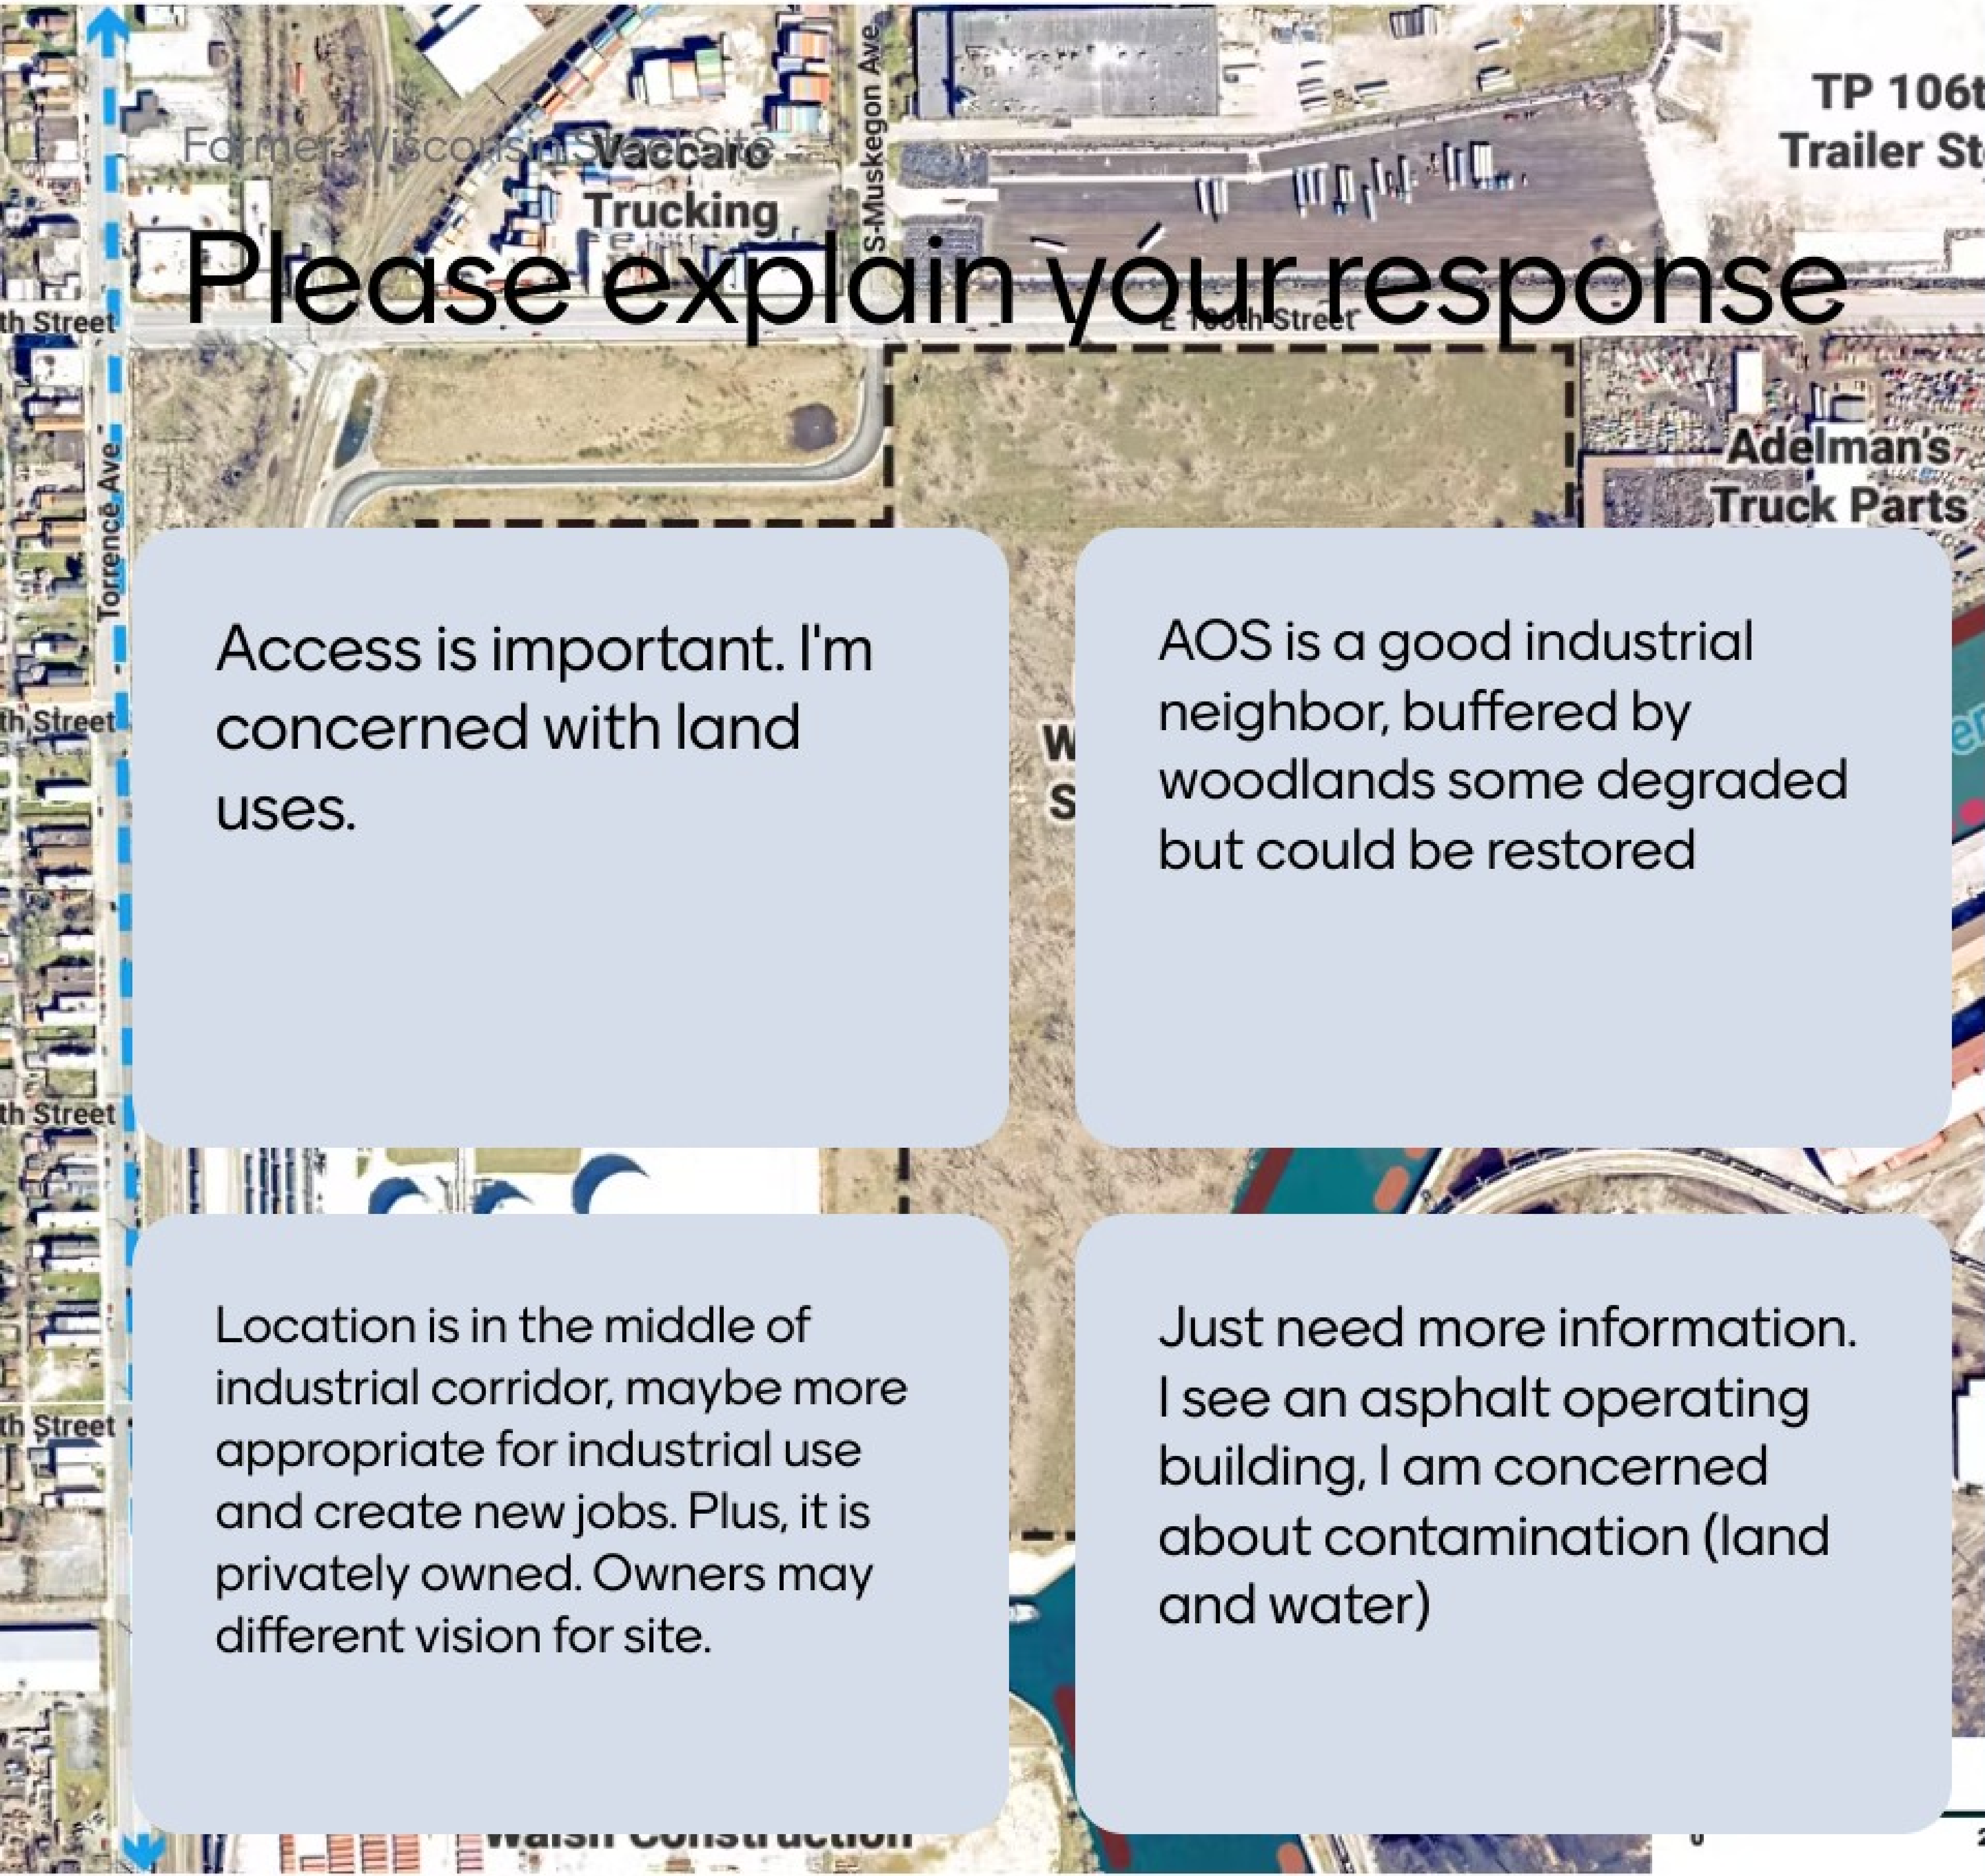 S-Muskegon Ave
TP 106t
Trailer St
Former Wisconsin Steel Site
Vaccaro
Trucking
Please explain your response
th Street
E 106th Street
Adelman's
Truck Parts
Torrence Ave
Access is important. I'm
concerned with land
uses.
AOS is a good industrial
neighbor, buffered by
woodlands some degraded
but could be restored
th Street
W
S
er
th Street
Location is in the middle of
industrial corridor, maybe more
appropriate for industrial use
and create new jobs. Plus, it is
privately owned. Owners may
different vision for site.
Just need more information.
I see an asphalt operating
building, I am concerned
about contamination (land
and water)
th Street
Walsh Construction
0
2